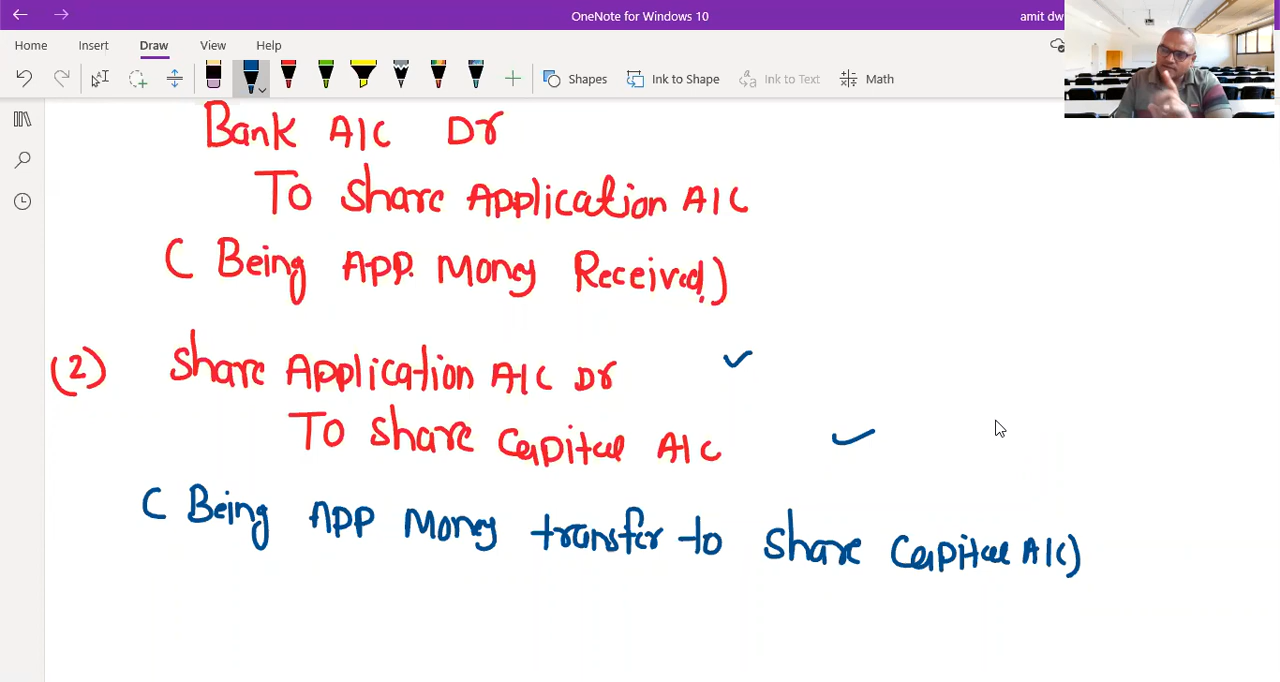 OneNote for Windows 10
amit dw
Home Insert Draw View Help
Shapes Ink to Shape Ink to Text Math
Bank A/C Dr
To Share Application A/C
( Being App. Money Received.)
(2) Share Application A/C Dr
To Share Capital A/C
( Being App Money transfer to Share Capital A/C)